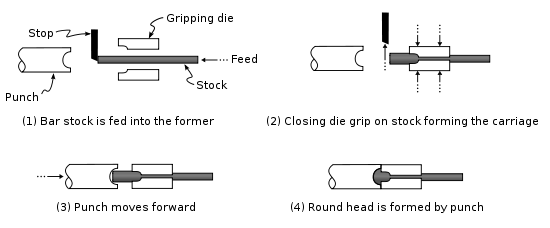 Gripping die
Stop
Feed
Stock
Punch
(1) Bar stock is fed into the former
(2) Closing die grip on stock forming the carriage
(3) Punch moves forward
(4) Round head is formed by punch